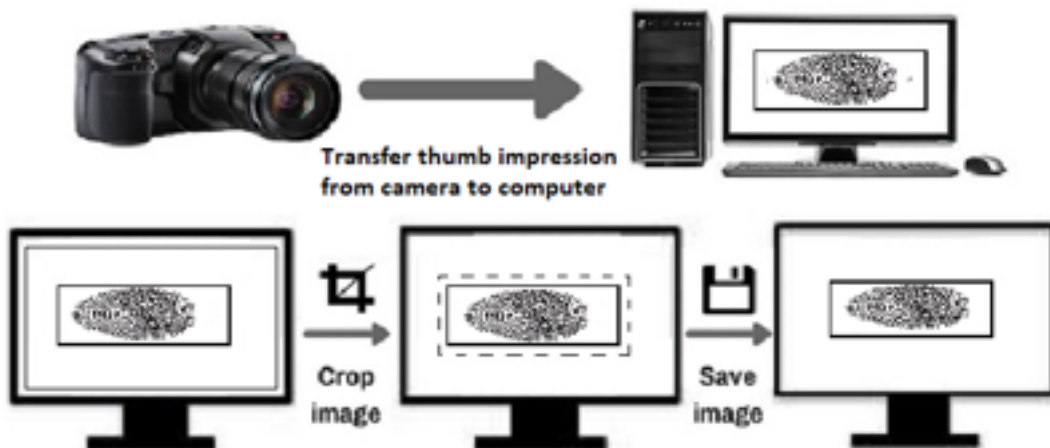 Transfer thumb impression
from camera to computer
Crop
image
Save
image